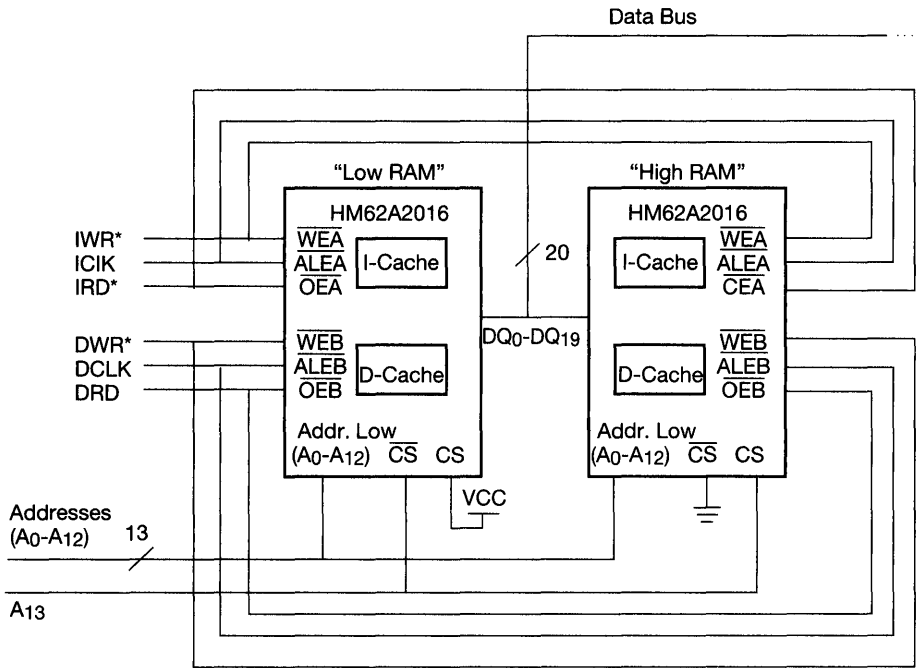 Data Bus
"Low RAM"
"High RAM"
HM62A2016
HM62A2016
IWR*
ICIK
IRD*
WEA
ALEA
OEA
I-Cache
20
I-Cache
WEA
ALEA
CEA
DWR*
DCLK
DRD
WEB
ALEB
OEB
D-Cache
DQ0-DQ19
D-Cache
WEB
ALEB
OEB
Addr. Low
(A0-A12) CS CS
Addr. Low
(A0-A12) CS CS
VCC
Addresses
(A0-A12)
13
A13